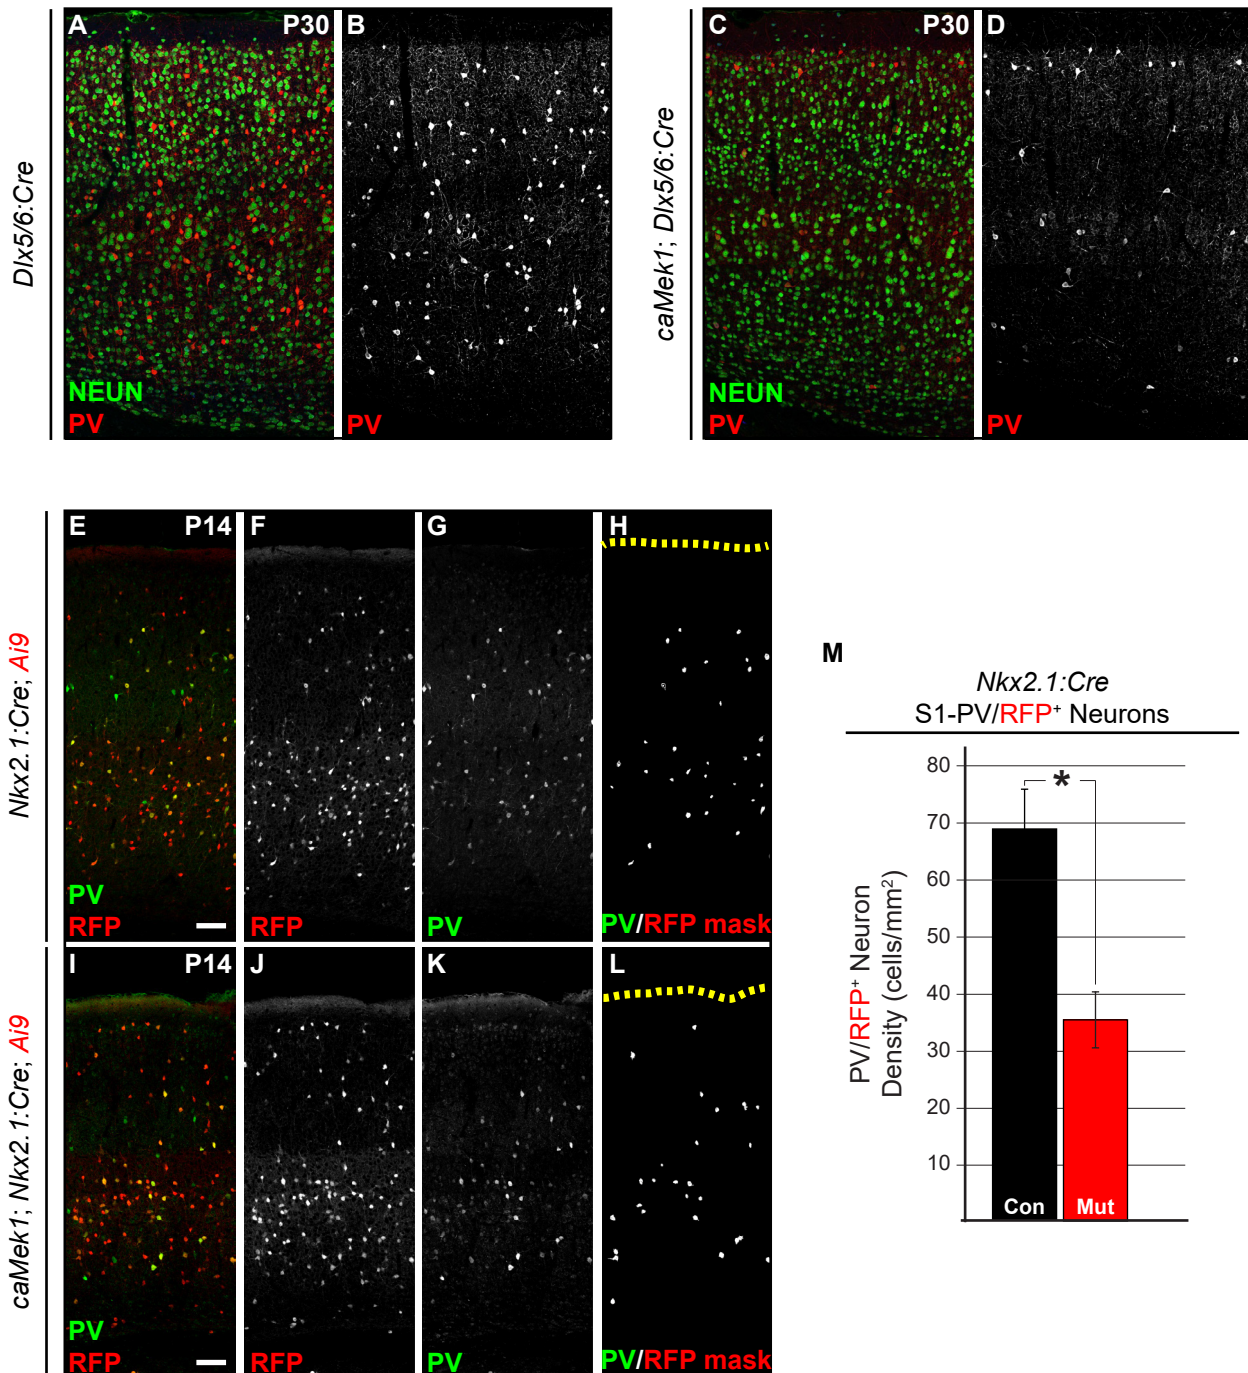 A P30 B
C P30 D
Dlx5/6:Cre
caMek1; Dlx5/6:Cre
NEUN
PV
PV
NEUN
PV
PV
E P14 F G H
Nkx2.1:Cre; Ai9
PV
RFP
RFP
PV
PV/RFP mask
I P14 J K L
caMek1; Nkx2.1:Cre; Ai9
PV
RFP
RFP
PV
PV/RFP mask
M
Nkx2.1:Cre
S1-PV/RFP⁺ Neurons
PV/RFP⁺ Neuron
Density (cells/mm²)
80
70
60
50
40
30
20
10
*
Con
Mut